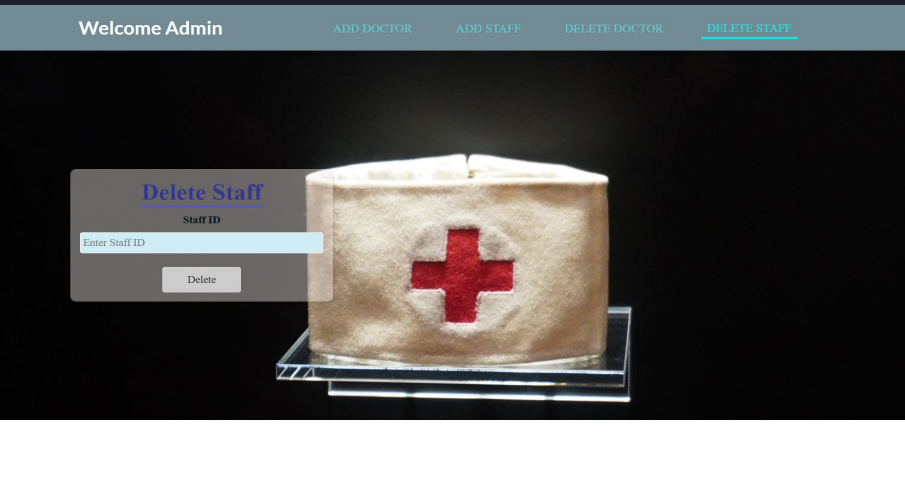 Welcome Admin
ADD DOCTOR
ADD STAFF
DELETE DOCTOR
DELETE STAFF
Delete Staff
Staff ID
Enter Staff ID
Delete